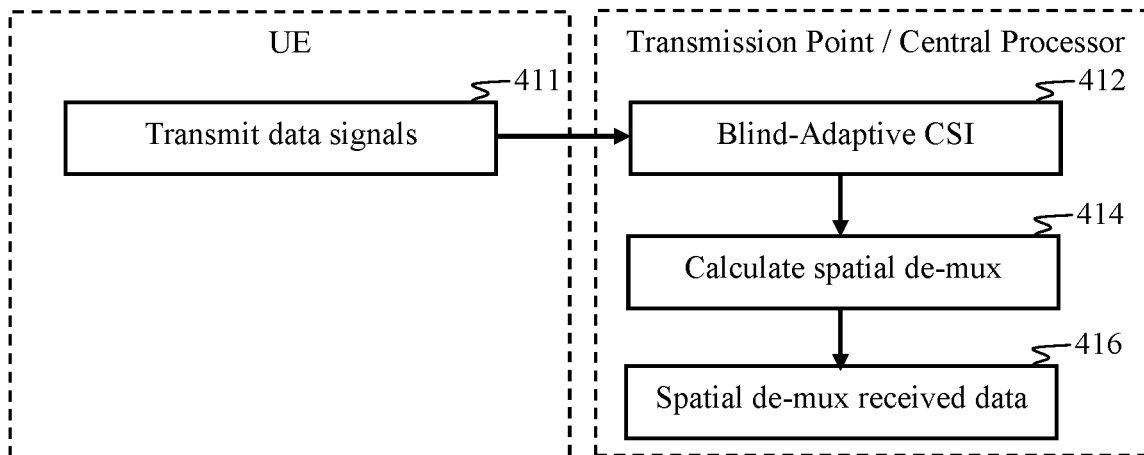 UE
Transmission Point / Central Processor
411
412
Transmit data signals
Blind-Adaptive CSI
414
Calculate spatial de-mux
416
Spatial de-mux received data